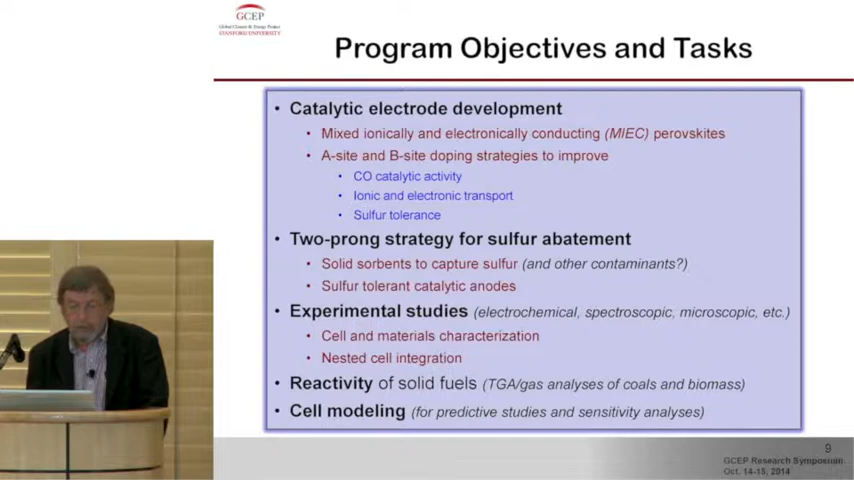 GCEP
Global Climate & Energy Project
STANFORD UNIVERSITY
Program Objectives and Tasks
• Catalytic electrode development
• Mixed ionically and electronically conducting (MIEC) perovskites
• A-site and B-site doping strategies to improve
• CO catalytic activity
• Ionic and electronic transport
• Sulfur tolerance
• Two-prong strategy for sulfur abatement
• Solid sorbents to capture sulfur (and other contaminants?)
• Sulfur tolerant catalytic anodes
• Experimental studies (electrochemical, spectroscopic, microscopic, etc.)
• Cell and materials characterization
• Nested cell integration
• Reactivity of solid fuels (TGA/gas analyses of coals and biomass)
• Cell modeling (for predictive studies and sensitivity analyses)
9
GCEP Research Symposium
Oct. 14-15, 2014